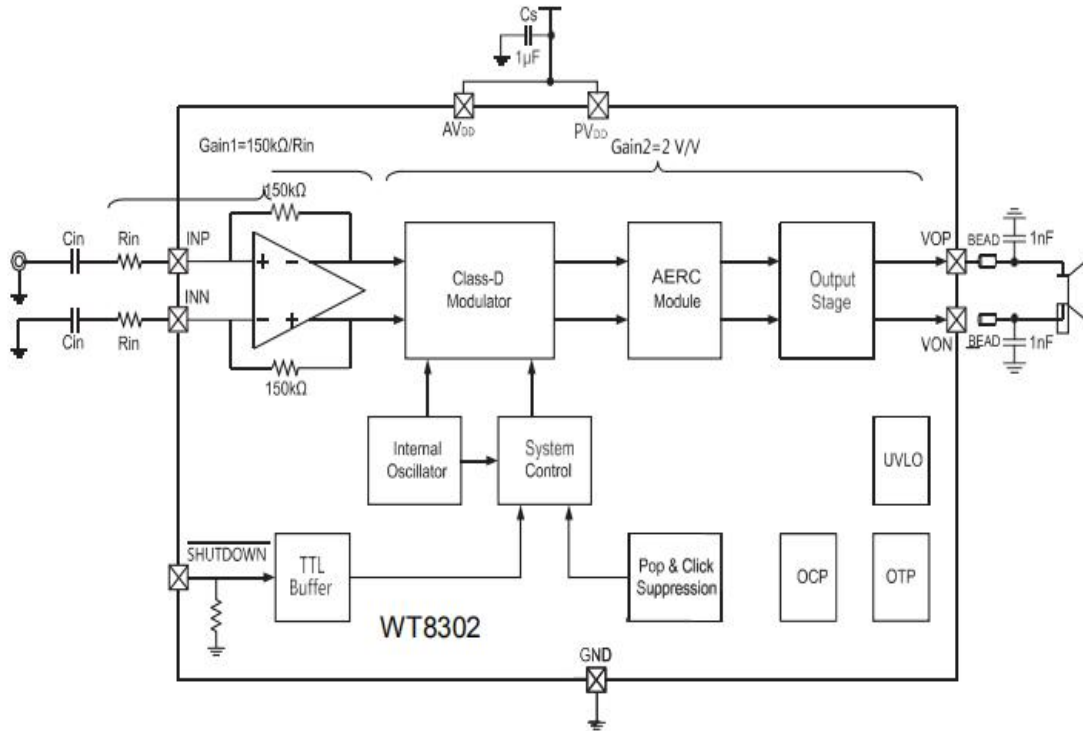 Cs
1µF
AVDD
PVDD
Gain1=150kΩ/Rin
Gain2=2 V/V
150kΩ
Cin
Rin
INP
INN
Cin
Rin
150kΩ
Class-D
Modulator
AERC
Module
Output
Stage
VOP
BEAD
1nF
VON
BEAD
1nF
Internal
Oscillator
System
Control
UVLO
SHUTDOWN
TTL
Buffer
Pop & Click
Suppression
OCP
OTP
WT8302
GND